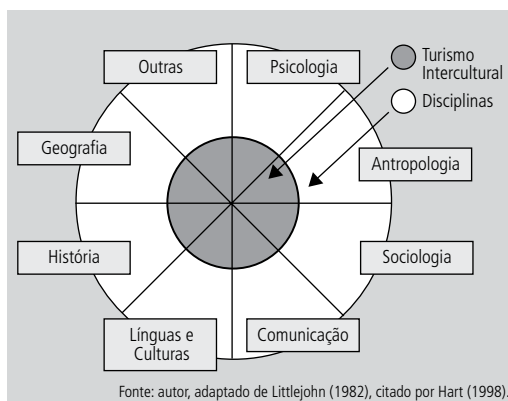 Outras
Psicologia
Turismo
Intercultural
Disciplinas
Geografia
Antropologia
História
Sociologia
Línguas e
Culturas
Comunicação
Fonte: autor, adaptado de Littlejohn (1982), citado por Hart (1998).